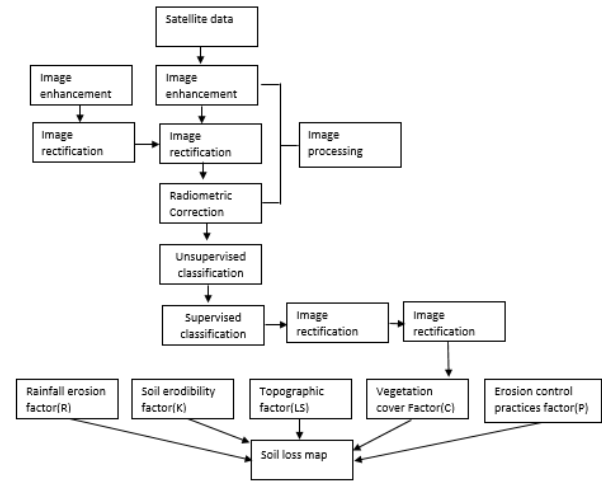 Satellite data
Image
enhancement
Image
enhancement
Image
rectification
Image
rectification
Image
processing
Radiometric
Correction
Unsupervised
classification
Supervised
classification
Image
rectification
Image
rectification
Rainfall erosion
factor(R)
Soil erodibility
factor(K)
Topographic
factor(LS)
Vegetation
cover Factor(C)
Erosion control
practices factor(P)
Soil loss map